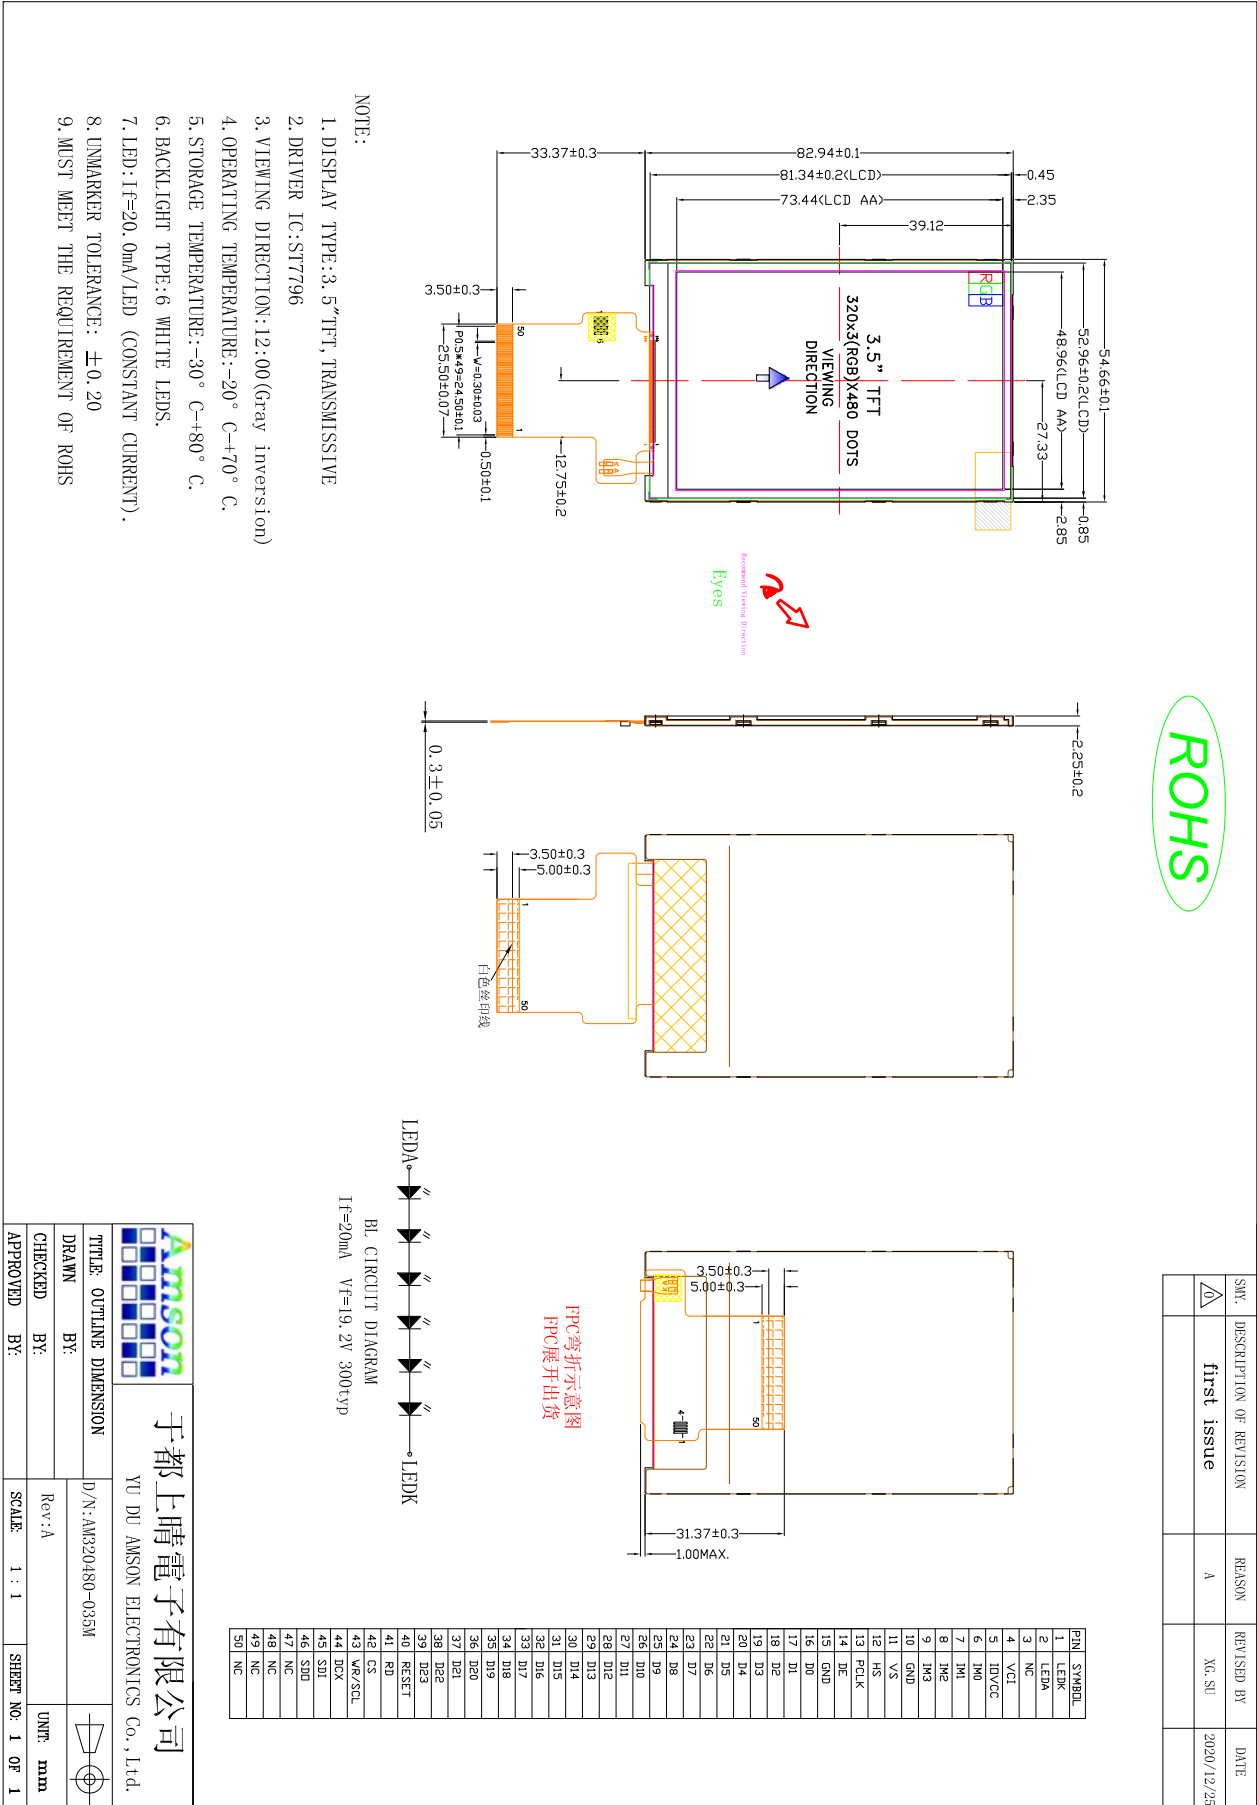 SMY.
DESCRIPTION OF REVISION
REASON
REVISED BY
DATE
0
first issue
A
XG.SU
2020/12/25
ROHS
54.66±0.1
52.96±0.2(LCD)
48.96(LCD AA)
27.33
0.85
2.85
82.94±0.1
81.34±0.2(LCD)
73.44(LCD AA)
39.12
0.45
2.35
33.37±0.3
RGB
3.5" TFT
320x3(RGB)X480 DOTS
VIEWING
DIRECTION
3.50±0.3
50
1
W=0.30±0.03
P0.5*49=24.50±0.1
25.50±0.07
0.50±0.1
12.75±0.2
KA
Recommend Viewing Direction
Eyes
2.25±0.2
0.3±0.05
3.50±0.3
5.00±0.3
1
50
白色丝印线
3.50±0.3
5.00±0.3
1
50
4
1
31.37±0.3
1.00MAX.
FPC弯折示意图
FPC展开出货
LEDA
LEDK
BL CIRCUIT DIAGRAM
If=20mA Vf=19.2V 300typ
NOTE:
1.DISPLAY TYPE:3.5"TFT,TRANSMISSIVE
2.DRIVER IC:ST7796
3.VIEWING DIRECTION:12:00(Gray inversion)
4.OPERATING TEMPERATURE:-20° C-+70° C.
5.STORAGE TEMPERATURE:-30° C-+80° C.
6.BACKLIGHT TYPE:6 WHITE LEDS.
7.LED:If=20.0mA/LED (CONSTANT CURRENT).
8.UNMARKER TOLERANCE: ±0.20
9.MUST MEET THE REQUIREMENT OF ROHS
PIN SYMBOL
1 LEDK
2 LEDA
3 NC
4 VCI
5 IOVCC
6 IM0
7 IM1
8 IM2
9 IM3
10 GND
11 VS
12 HS
13 PCLK
14 DE
15 GND
16 D0
17 D1
18 D2
19 D3
20 D4
21 D5
22 D6
23 D7
24 D8
25 D9
26 D10
27 D11
28 D12
29 D13
30 D14
31 D15
32 D16
33 D17
34 D18
35 D19
36 D20
37 D21
38 D22
39 D23
40 RESET
41 RD
42 CS
43 WR/SCL
44 DCX
45 SDI
46 SDO
47 NC
48 NC
49 NC
50 NC
Amson
于都上晴電子有限公司
YU DU AMSON ELECTRONICS Co.,Ltd.
TITLE: OUTLINE DIMENSION
D/N:AM320480-035M
DRAWN BY:
CHECKED BY:
Rev:A
UNIT: mm
APPROVED BY:
SCALE: 1 : 1
SHEET NO: 1 OF 1